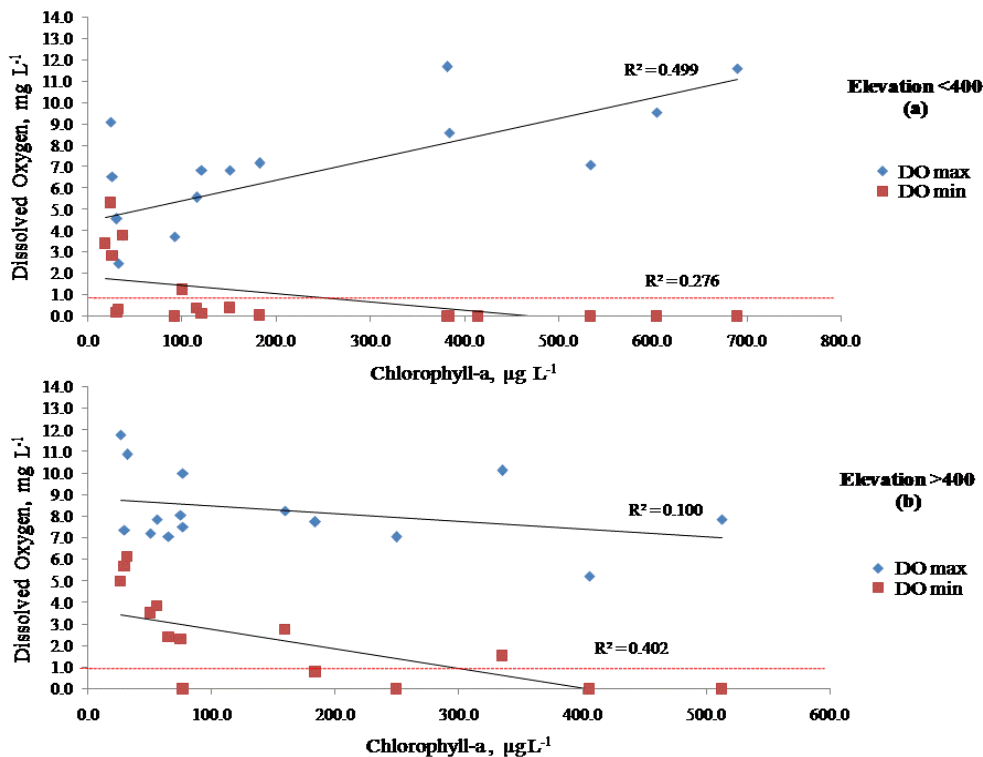 14.0
13.0
12.0
11.0
10.0
9.0
8.0
7.0
6.0
5.0
4.0
3.0
2.0
1.0
0.0
Dissolved Oxygen, mg L⁻¹
R² = 0.499
R² = 0.276
Elevation <400
(a)
DO max
DO min
0.0 100.0 200.0 300.0 400.0 500.0 600.0 700.0 800.0
Chlorophyll-a, µg L⁻¹
14.0
13.0
12.0
11.0
10.0
9.0
8.0
7.0
6.0
5.0
4.0
3.0
2.0
1.0
0.0
Dissolved Oxygen, mg L⁻¹
R² = 0.100
R² = 0.402
Elevation >400
(b)
DO max
DO min
0.0 100.0 200.0 300.0 400.0 500.0 600.0
Chlorophyll-a , µg L⁻¹